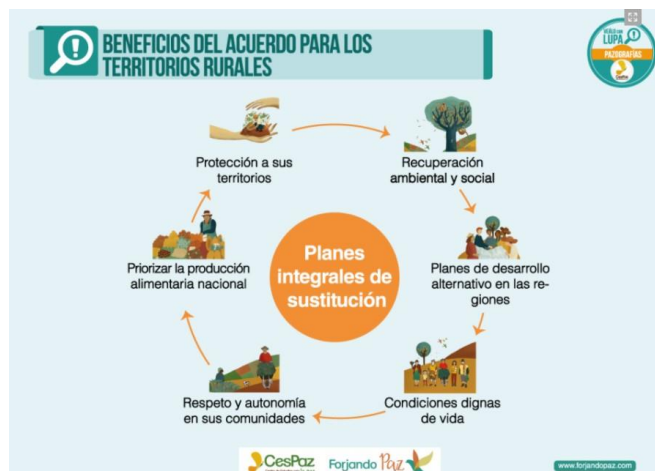 BENEFICIOS DEL ACUERDO PARA LOS
TERRITORIOS RURALES
LUPA
PAZOGRAFÍAS
Protección a sus
territorios
Recuperación
ambiental y social
Priorizar la producción
alimentaria nacional
Planes
integrales de
sustitución
Planes de desarrollo
alternativo en las re-
giones
Respeto y autonomía
en sus comunidades
Condiciones dignas
de vida
CesPaz
Forjando Paz
www.forjandopaz.com